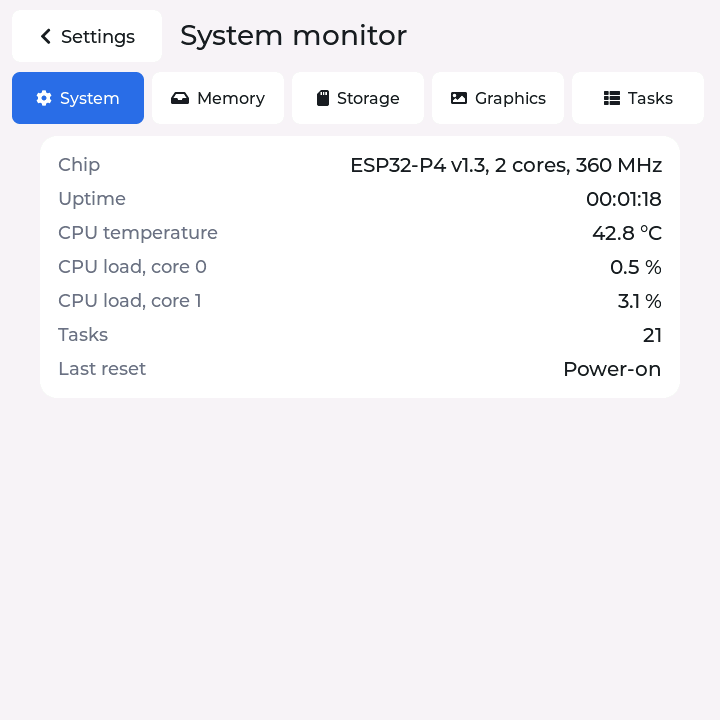 Settings System monitor
System Memory Storage Graphics Tasks
Chip ESP32-P4 v1.3, 2 cores, 360 MHz
Uptime 00:01:18
CPU temperature 42.8 °C
CPU load, core 0 0.5 %
CPU load, core 1 3.1 %
Tasks 21
Last reset Power-on